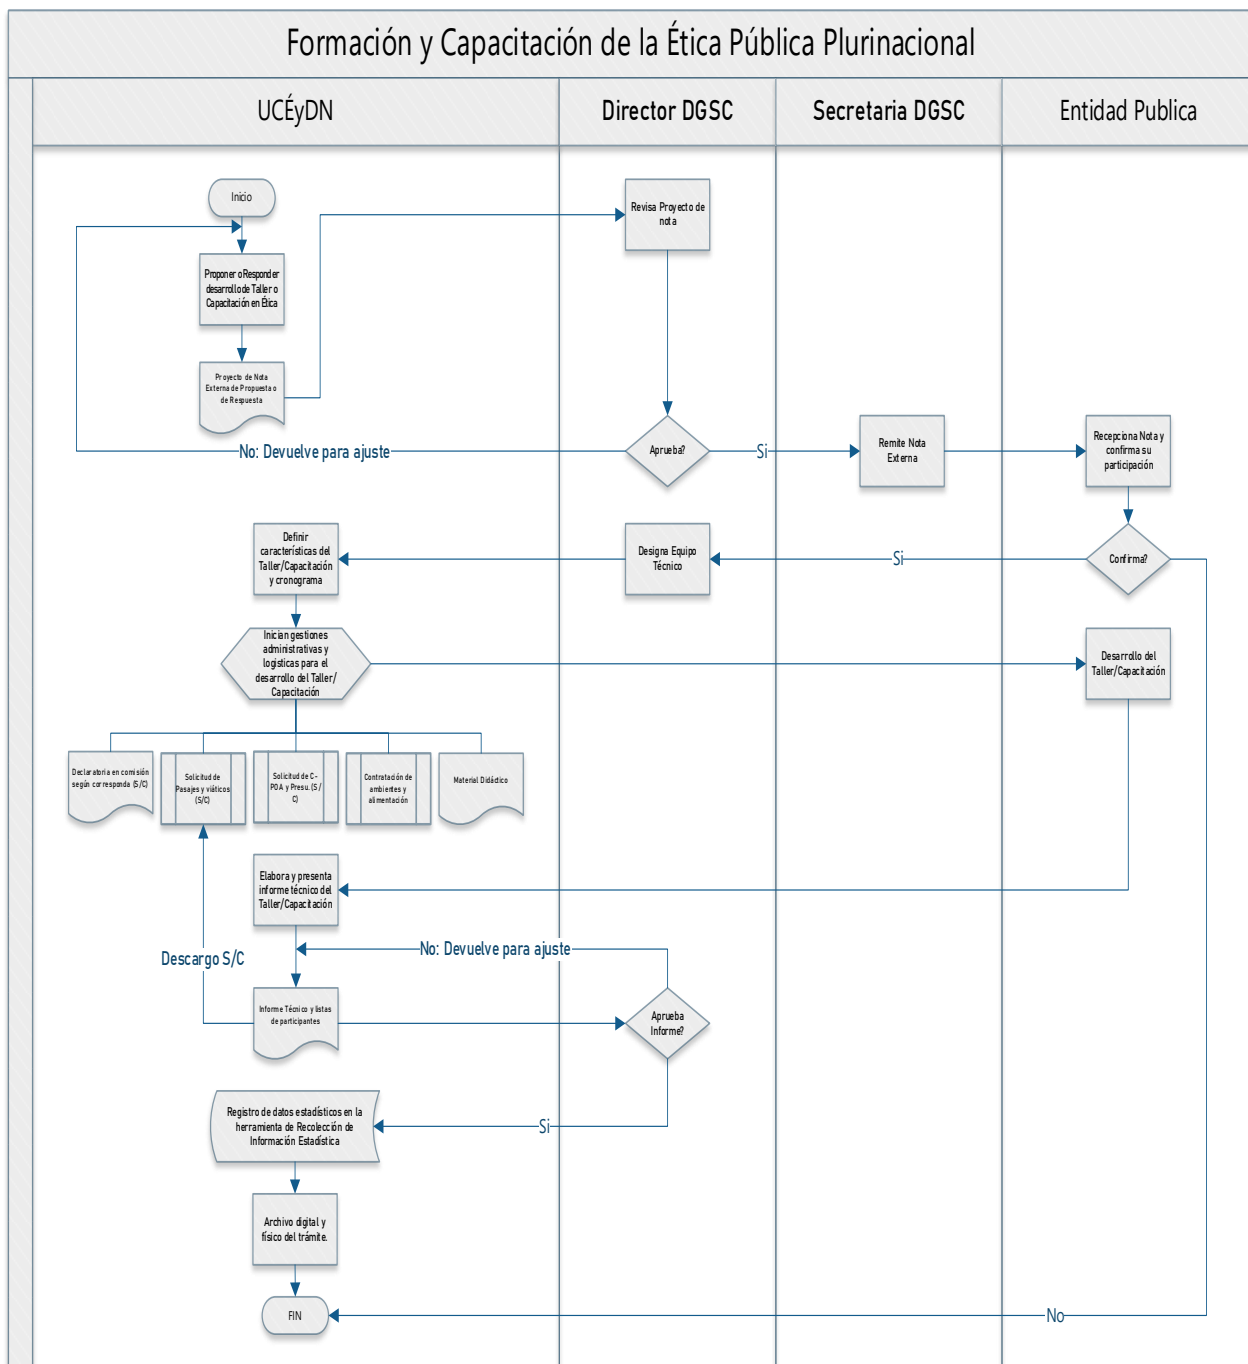 Formación y Capacitación de la Ética Pública Plurinacional
UCÉyDN
Director DGSC
Secretaria DGSC
Entidad Publica
Inicio
Proponer o Responder
desarrollo de Taller o
Capacitación en Ética
Proyecto de Nota
Externa de Propuesta o
de Respuesta
Revisa Proyecto de
nota
No: Devuelve para ajuste
Aprueba?
Si
Remite Nota
Externa
Recepciona Nota y
confirma su
participación
Definir
características del
Taller/Capacitación
y cronograma
Designa Equipo
Técnico
Si
Confirma?
Inician gestiones
administrativas y
logísticas para el
desarrollo del Taller/
Capacitación
Desarrollo del
Taller/Capacitación
Declaratoria en comisión
según corresponda (S/C)
Solicitud de
Pasajes y viáticos
(S/C)
Solicitud de C-
POA y Presu. (S/
C)
Contratación de
ambientes y
alimentación
Material Didáctico
Elabora y presenta
informe técnico del
Taller/Capacitación
Descargo S/C
No: Devuelve para ajuste
Informe Técnico y listas
de participantes
Aprueba
Informe?
Registro de datos estadísticos en la
herramienta de Recolección de
Información Estadística
Si
Archivo digital y
físico del trámite.
FIN
No